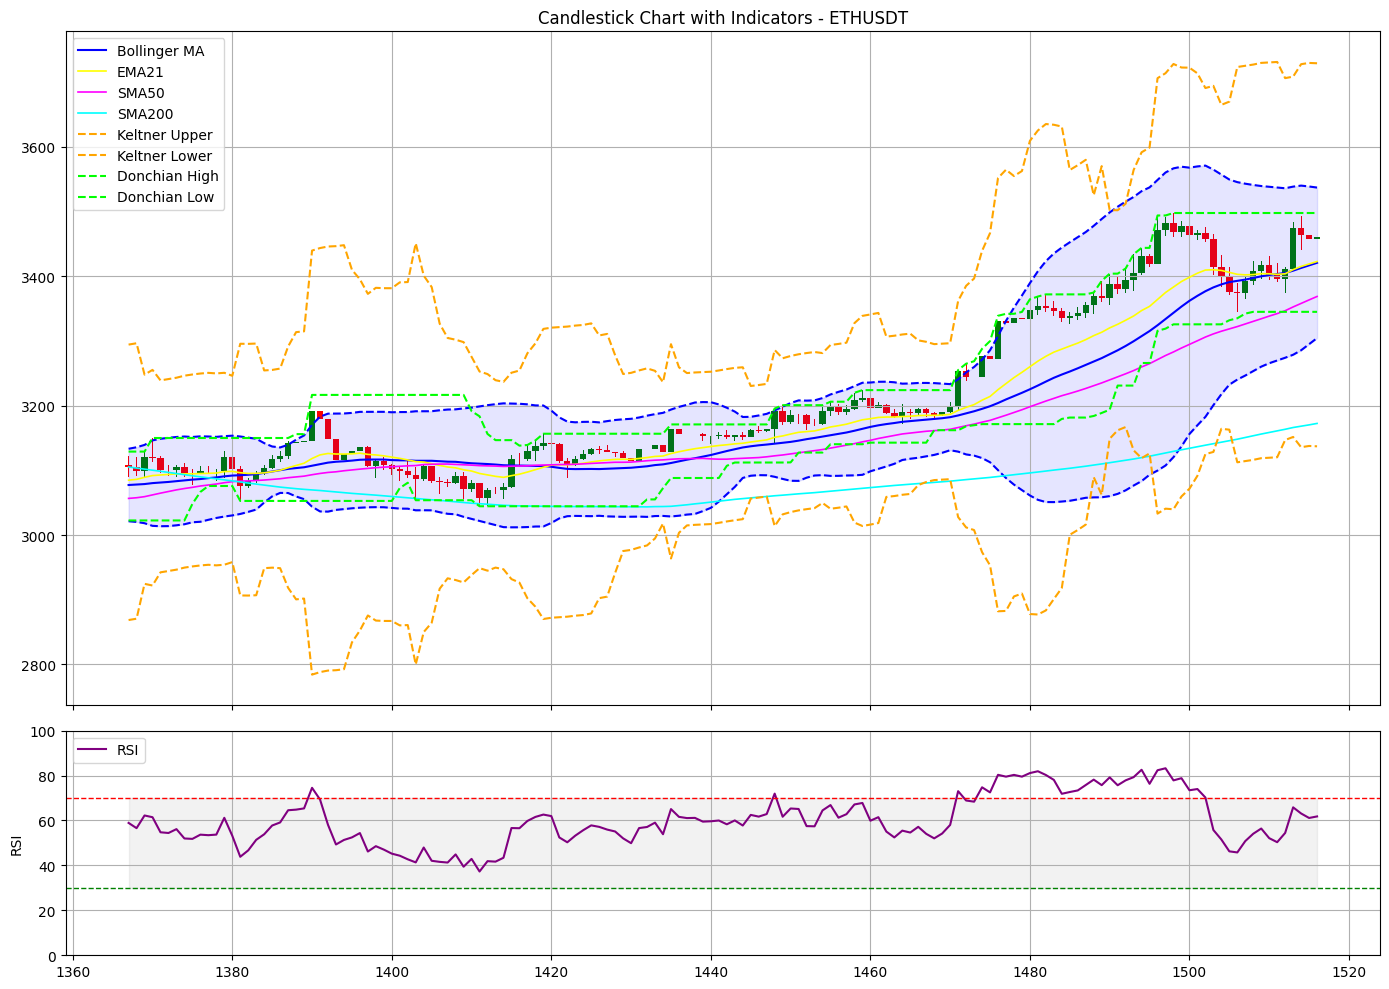 Candlestick Chart with Indicators - ETHUSDT
Bollinger MA
EMA21
SMA50
SMA200
Keltner Upper
Keltner Lower
Donchian High
Donchian Low
3600
3400
3200
3000
2800
RSI
100
80
60
40
20
0
RSI
1360
1380
1400
1420
1440
1460
1480
1500
1520